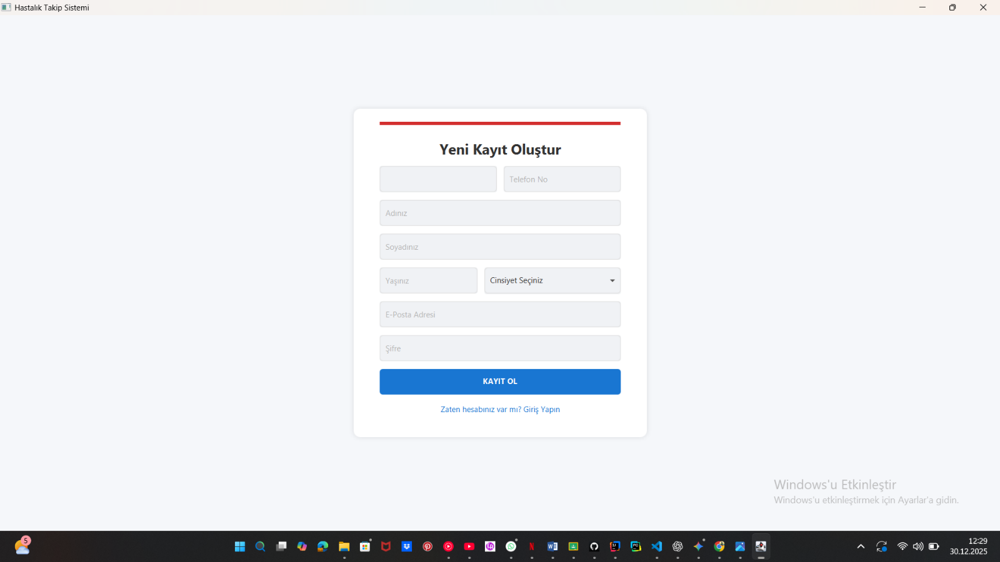 Hastalık Takip Sistemi
Yeni Kayıt Oluştur
Telefon No
Adınız
Soyadınız
Yaşınız
Cinsiyet Seçiniz
E-Posta Adresi
Şifre
KAYIT OL
Zaten hesabınız var mı? Giriş Yapın
Windows'u Etkinleştir
Windows'u etkinleştirmek için Ayarlar'a gidin.
5
12:29
30.12.2025